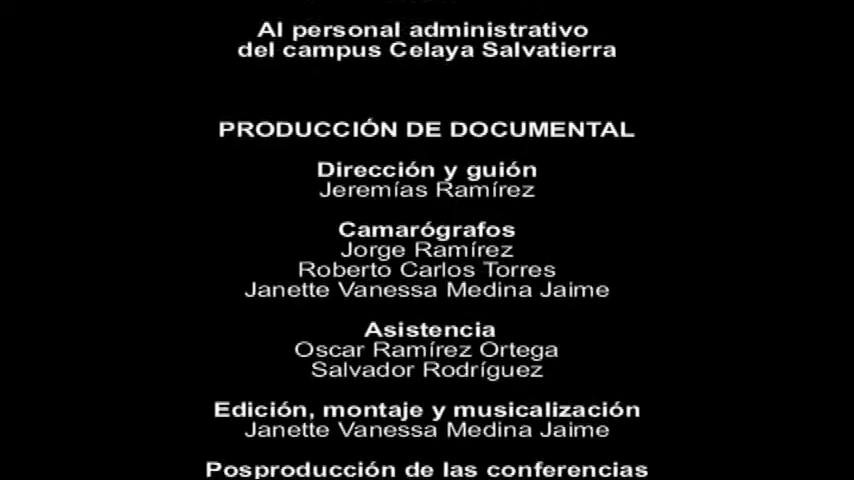 Al personal administrativo
del campus Celaya Salvatierra
PRODUCCIÓN DE DOCUMENTAL
Dirección y guión
Jeremías Ramírez
Camarógrafos
Jorge Ramírez
Roberto Carlos Torres
Janette Vanessa Medina Jaime
Asistencia
Oscar Ramírez Ortega
Salvador Rodríguez
Edición, montaje y musicalización
Janette Vanessa Medina Jaime
Posproducción de las conferencias